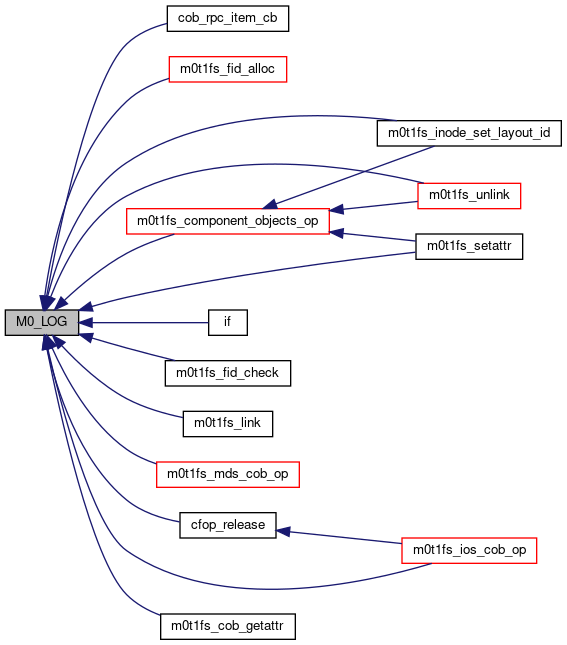 cob_rpc_item_cb
m0t1fs_fid_alloc
m0t1fs_inode_set_layout_id
m0t1fs_unlink
m0t1fs_component_objects_op
m0t1fs_setattr
M0_LOG
if
m0t1fs_fid_check
m0t1fs_link
m0t1fs_mds_cob_op
cfop_release
m0t1fs_ios_cob_op
m0t1fs_cob_getattr